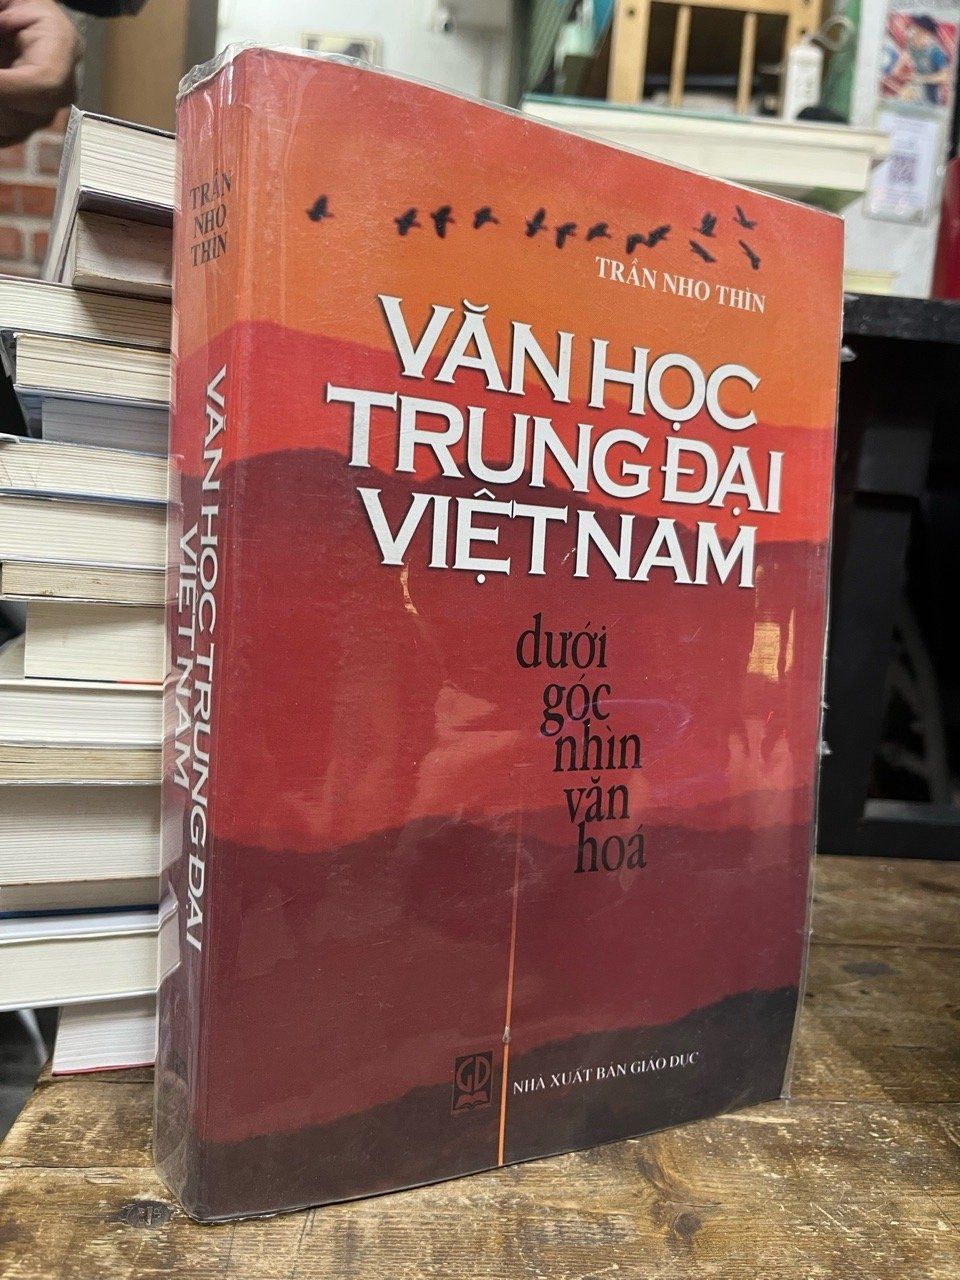 TRẦN NHO THÌN
VĂN HỌC
TRUNG ĐẠI
VIỆT NAM
dưới
góc
nhìn
văn
hoá
GD
NHÀ XUẤT BẢN GIÁO DỤC
TRẦN
NHO
THÌN
VĂN HỌC TRUNG ĐẠI
VIỆT NAM